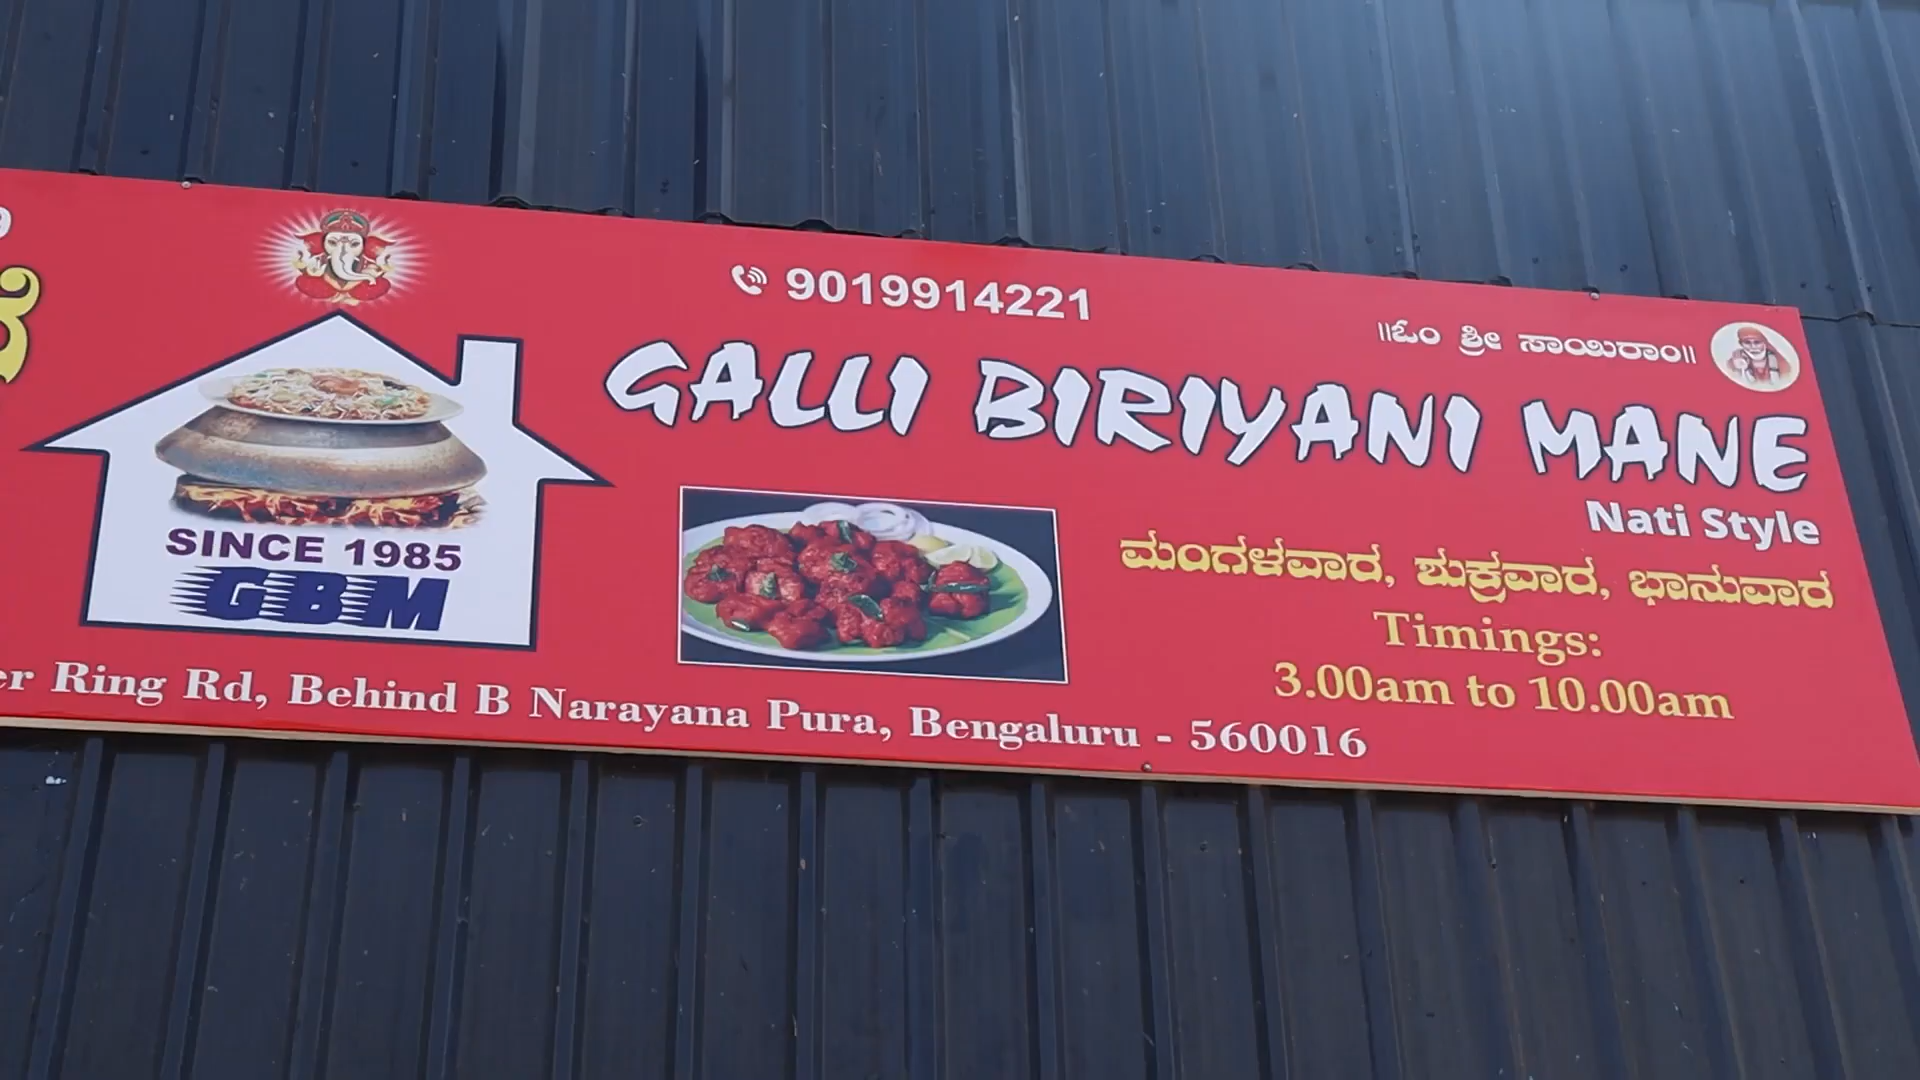 9019914221
||ಓಂ ಶ್ರೀ ಸಾಯಿರಾಂ||
GALLI BIRIYANI MANE
Nati Style
SINCE 1985
GBM
ಮಂಗಳವಾರ, ಶುಕ್ರವಾರ, ಭಾನುವಾರ
Timings:
3.00am to 10.00am
Ring Rd, Behind B Narayana Pura, Bengaluru - 560016